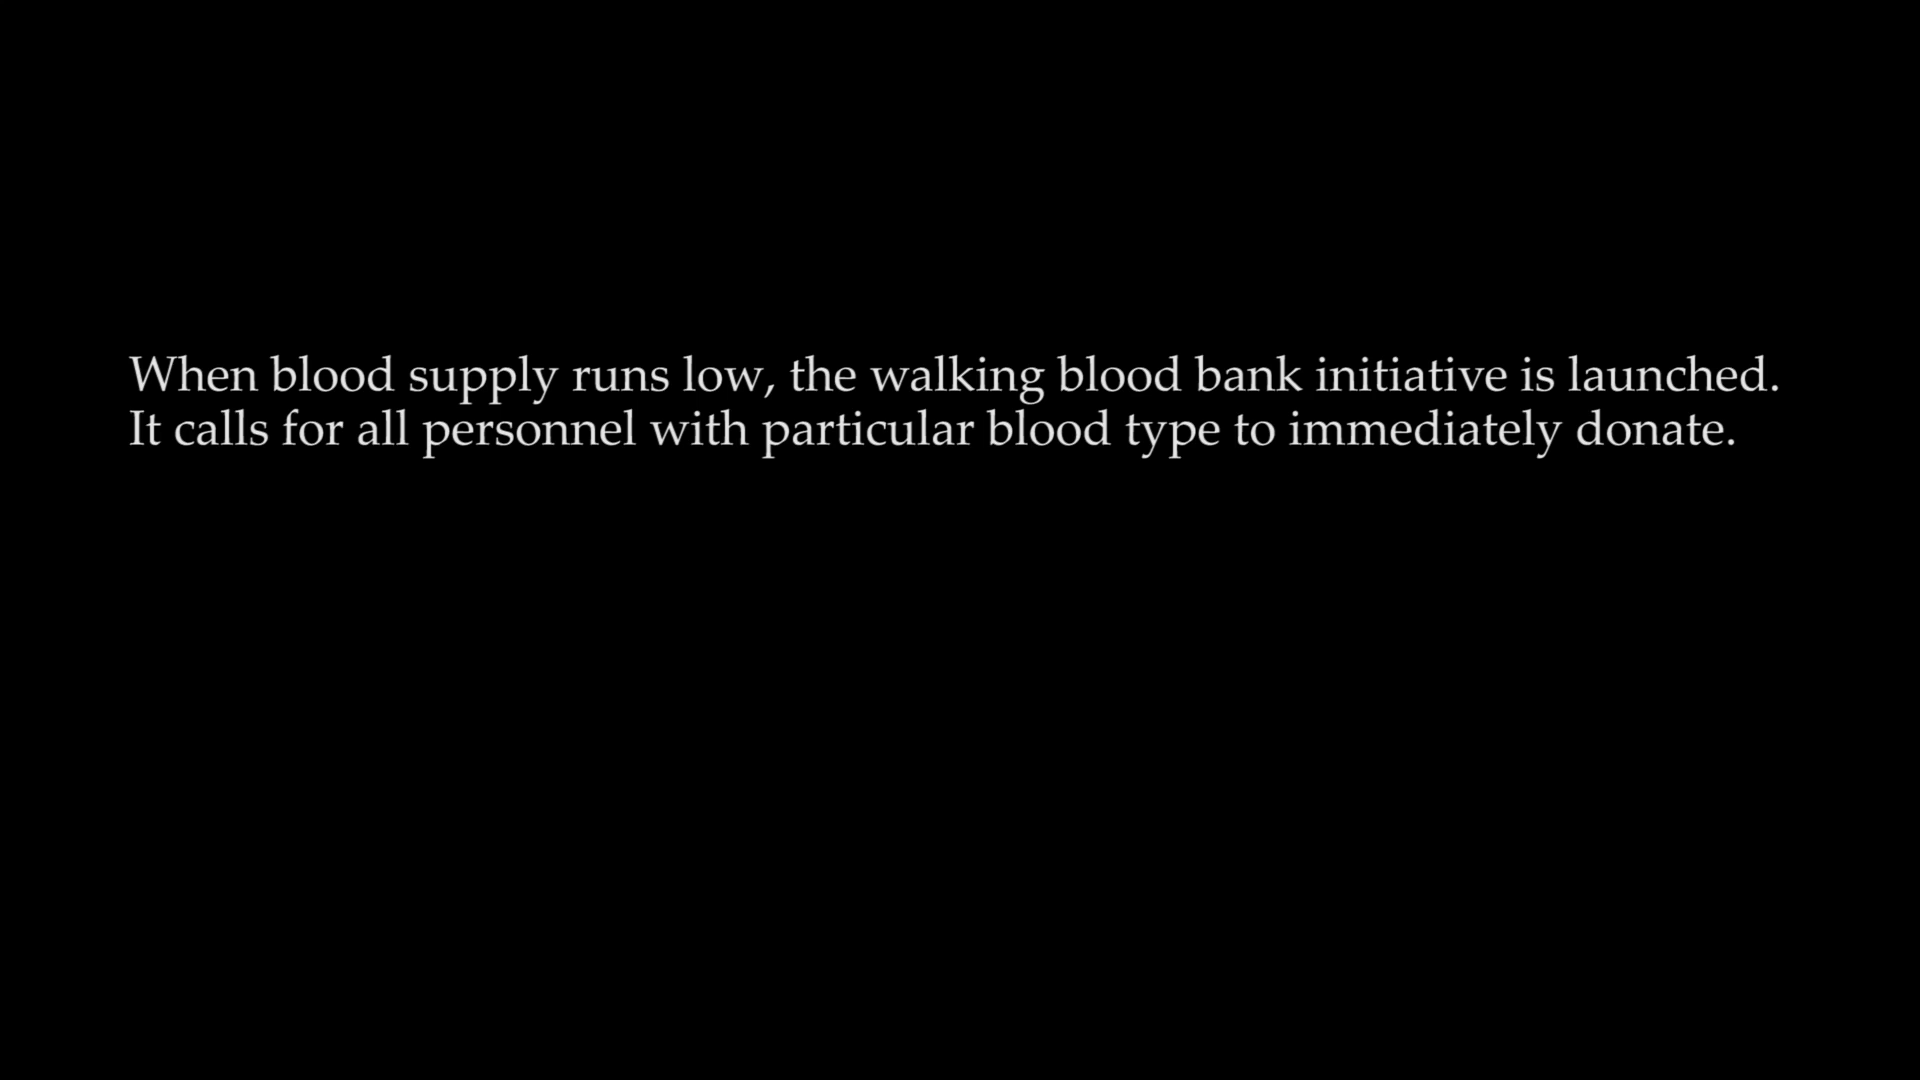 When blood supply runs low, the walking blood bank initiative is launched.
It calls for all personnel with particular blood type to immediately donate.